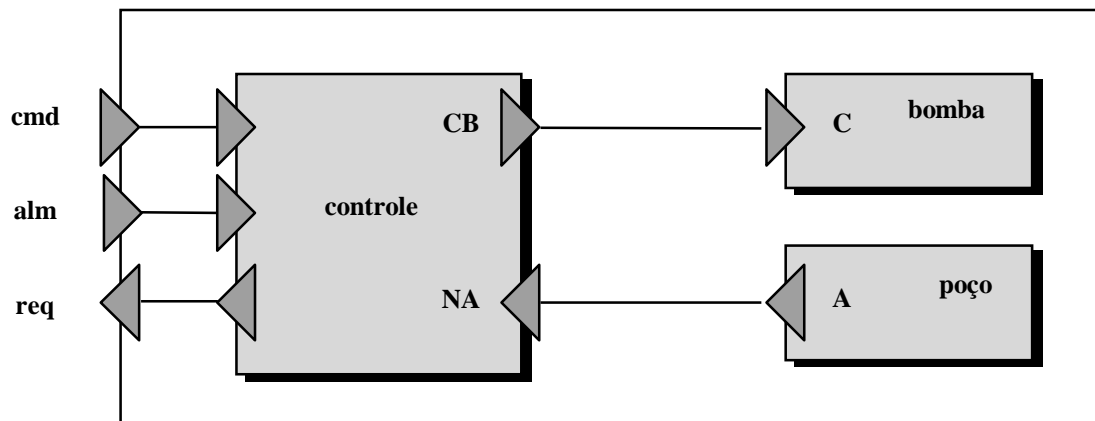 cmd
alm
req
CB
controle
NA
C
bomba
A
poço